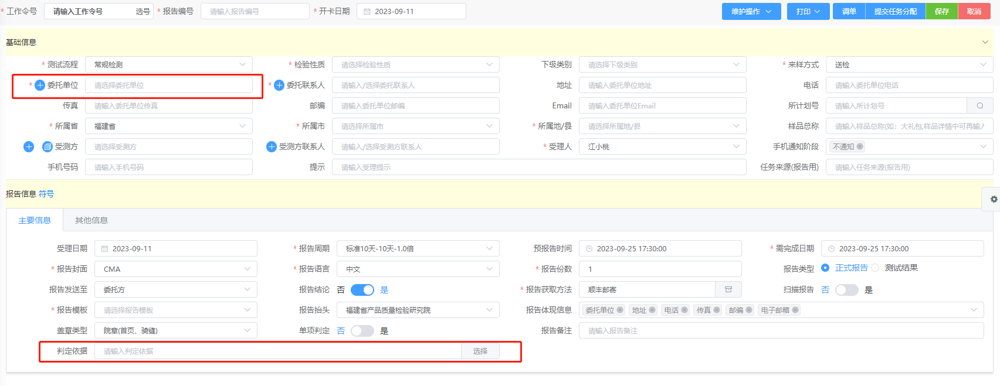 * 工作令号 请输入工作令号 选号 * 报告编号 请输入报告编号 * 开卡日期 2023-09-11 维护操作 打印 调单 提交任务分配 保存 取消
基础信息
* 测试流程 常规检测 * 检验性质 请选择检验性质 下级类别 请选择下级类别 * 来样方式 送检
* 委托单位 请选择委托单位 * 委托联系人 请输入/选择委托联系人 地址 请输入委托单位地址 电话 请输入委托单位电话
传真 请输入委托单位传真 邮编 请输入委托单位邮编 Email 请输入委托单位Email 所计划号 请输入所计划号
* 所属省 福建省 * 所属市 请选择所属市 * 所属地/县 请选择所属地/县 样品总称 请输入样品总称(如：大礼包,样品详情中可再输入
受测方 请选择受测方 受测方联系人 请输入/选择受测方联系人 * 受理人 江小桃 手机通知阶段 不通知
手机号码 请输入手机号码 提示 请输入受理提示 任务来源(报告用) 请输入任务来源(报告用)
报告信息 符号
主要信息 其他信息
受理日期 2023-09-11 * 报告周期 标准10天-10天-1.0倍 预报告时间 2023-09-25 17:30:00 * 需完成日期 2023-09-25 17:30:00
* 报告封面 CMA * 报告语言 中文 * 报告份数 1 报告类型 正式报告 测试结果
报告发送至 委托方 报告结论 否 是 * 报告获取方法 顺丰邮寄 扫描报告 否 是
* 报告模板 请选择报告模板 报告抬头 福建省产品质量检验研究院 报告体现信息 委托单位 地址 电话 传真 邮编 电子邮箱
盖章类型 院章(首页、骑缝) 单项判定 否 是 报告备注 请输入报告备注
判定依据 请输入判定依据 选择